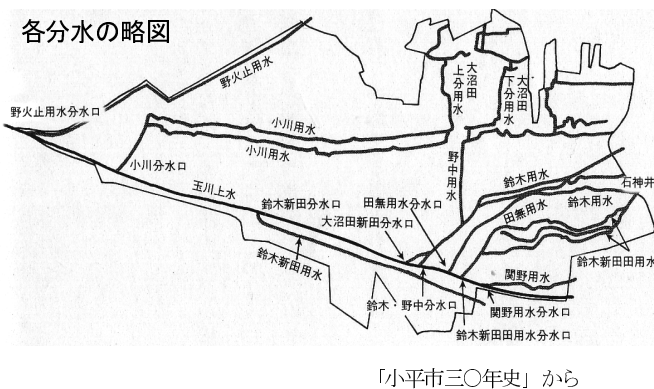 各分水の略図
野火止用水
野火止用水分水口
大沼田上分用水
大沼田下分用水
小川用水
小川用水
小川分水口
玉川上水
野中用水
鈴木用水
石神井
鈴木新田分水口
田無用水分水口
田無用水
鈴木用水
大沼田新田分水口
鈴木新田用水
鈴木新田田用水
関野用水
鈴木・野中分水口
関野用水分水口
鈴木新田田用水分水口
「小平市三〇年史」から